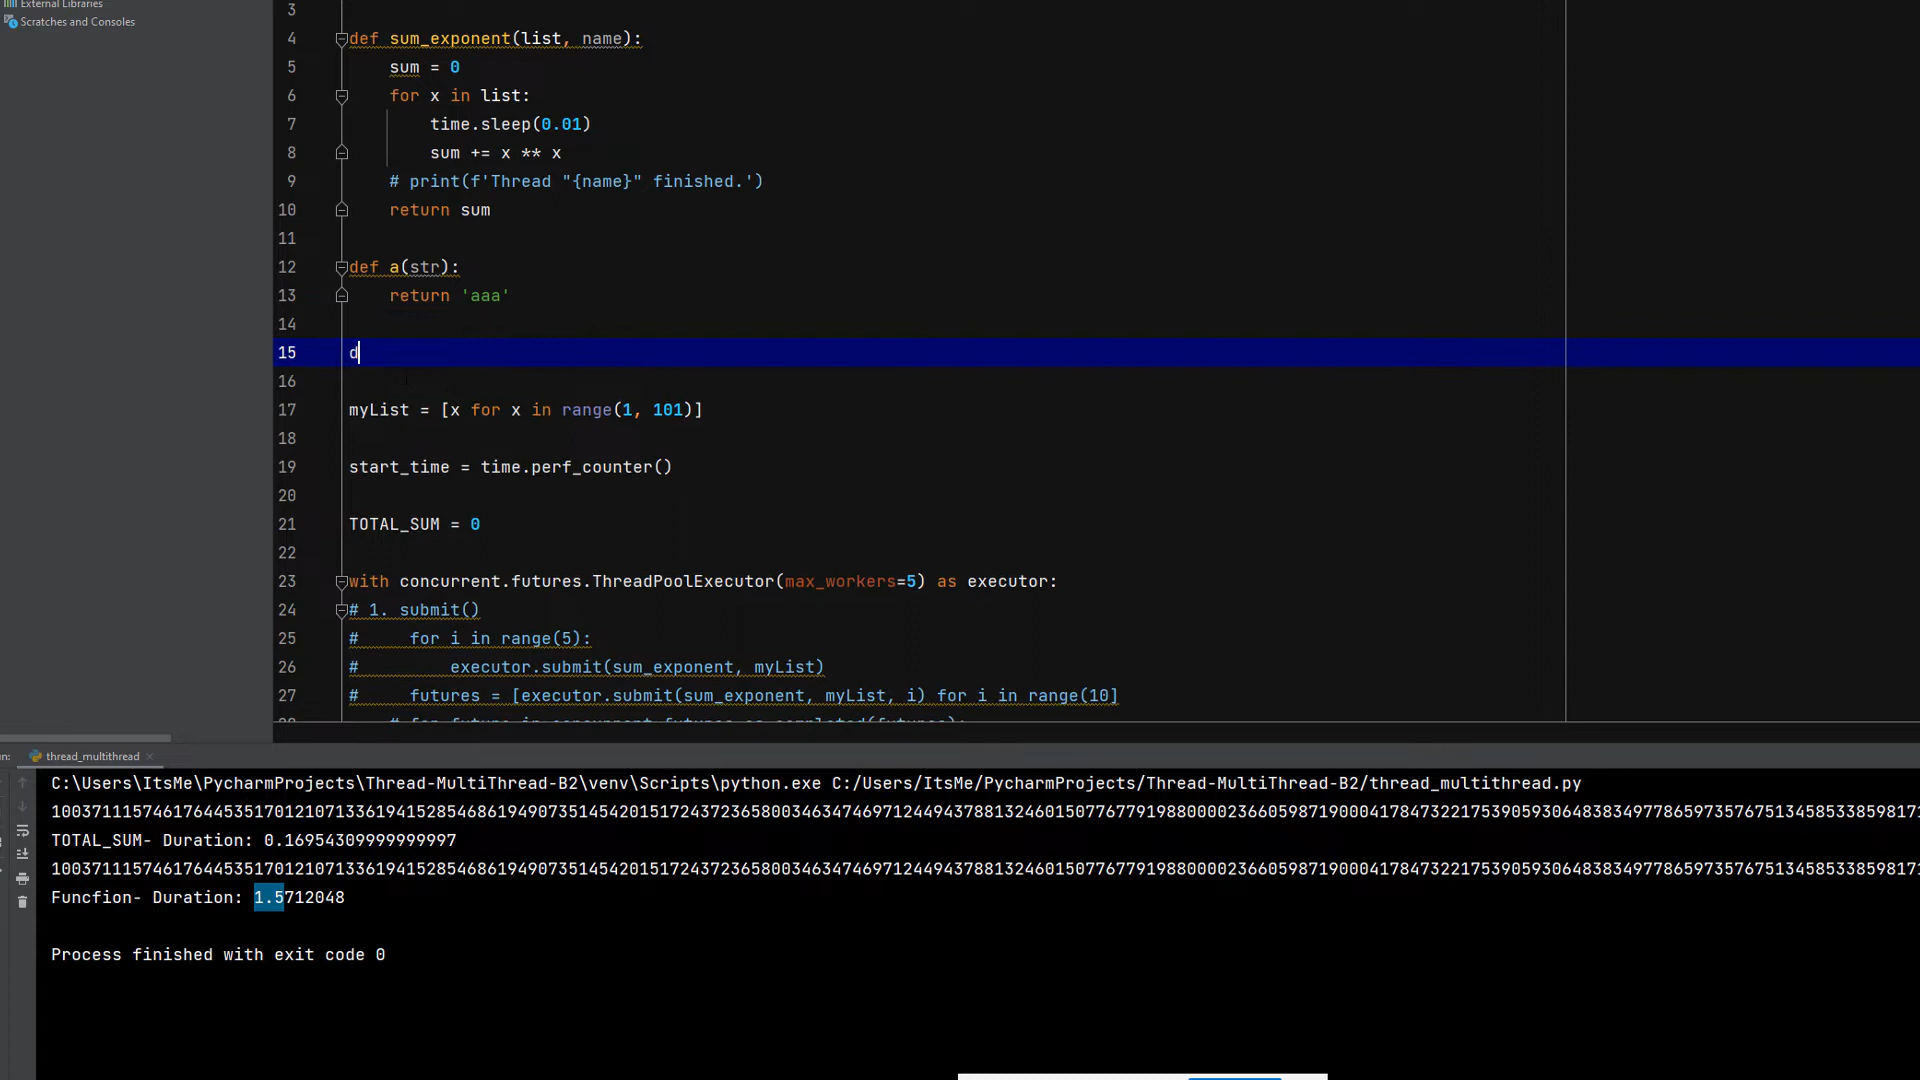 External Libraries
Scratches and Consoles
3
4 def sum_exponent(list, name):
5 sum = 0
6 for x in list:
7 time.sleep(0.01)
8 sum += x ** x
9 # print(f'Thread "{name}" finished.')
10 return sum
11
12 def a(str):
13 return 'aaa'
14
15 d
16
17 myList = [x for x in range(1, 101)]
18
19 start_time = time.perf_counter()
20
21 TOTAL_SUM = 0
22
23 with concurrent.futures.ThreadPoolExecutor(max_workers=5) as executor:
24 # 1. submit()
25 # for i in range(5):
26 # executor.submit(sum_exponent, myList)
27 # futures = [executor.submit(sum_exponent, myList, i) for i in range(10]
thread_multithread
C:\Users\ItsMe\PycharmProjects\Thread-MultiThread-B2\venv\Scripts\python.exe C:/Users/ItsMe/PycharmProjects/Thread-MultiThread-B2/thread_multithread.py
TOTAL_SUM- Duration: 0.16954309999999997
Funcfion- Duration: 1.5712048
Process finished with exit code 0